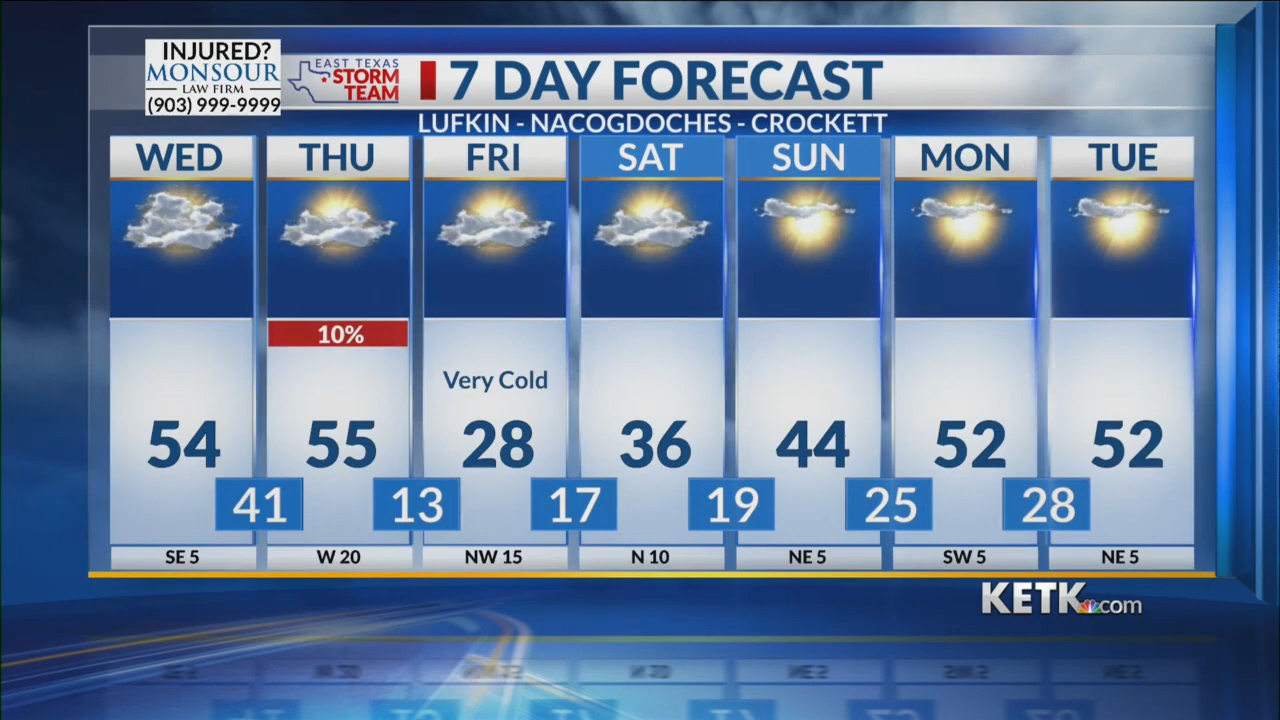 INJURED?
MONSOUR
LAW FIRM
(903) 999-9999
EAST TEXAS
STORM
TEAM
7 DAY FORECAST
LUFKIN - NACOGDOCHES - CROCKETT
WED THU FRI SAT SUN MON TUE
10%
Very Cold
54 55 28 36 44 52 52
41 13 17 19 25 28
SE 5 W 20 NW 15 N 10 NE 5 SW 5 NE 5
KETK.com